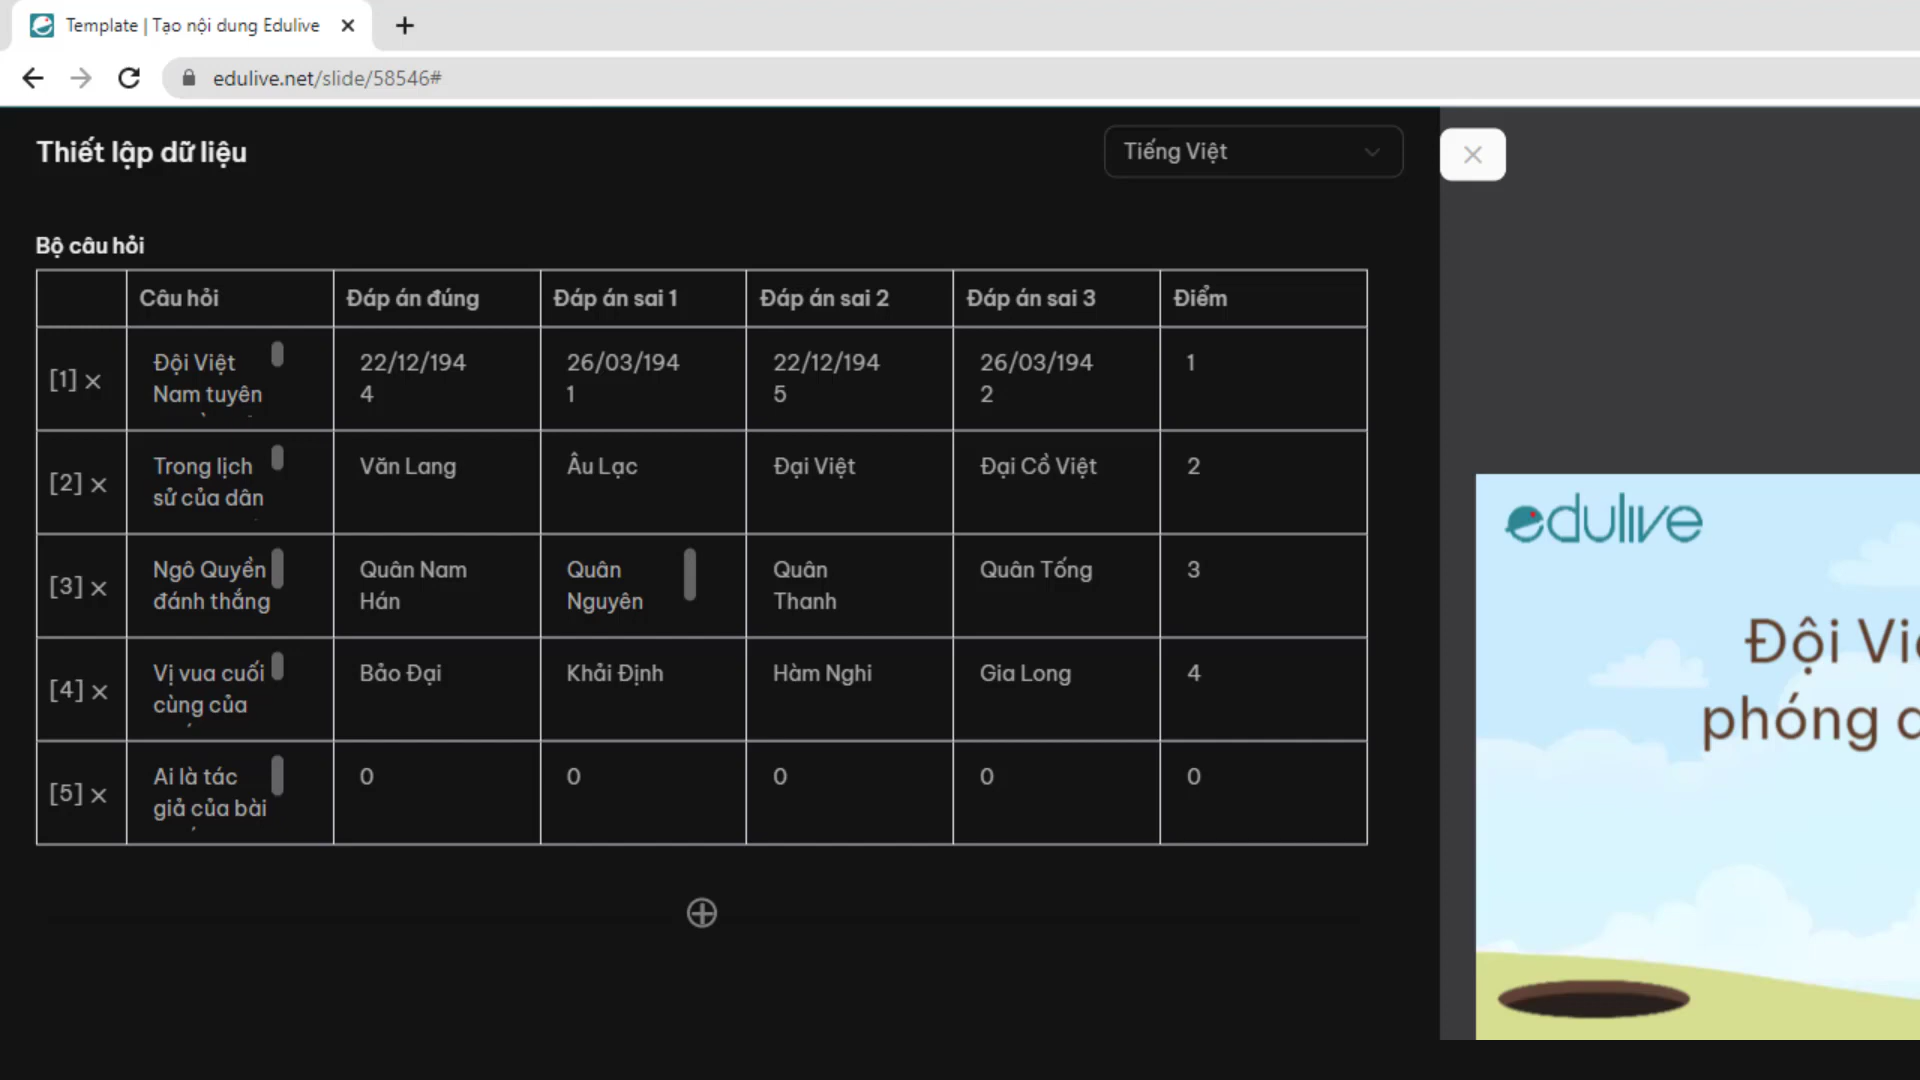 Template | Tạo nội dung Edulive
edulive.net/slide/58546#
Thiết lập dữ liệu
Tiếng Việt
Bộ câu hỏi
Câu hỏi Đáp án đúng Đáp án sai 1 Đáp án sai 2 Đáp án sai 3 Điểm
[1] Đội Việt 22/12/194 26/03/194 22/12/194 26/03/194 1
Nam tuyên 4 1 5 2
[2] Trong lịch Văn Lang Âu Lạc Đại Việt Đại Cồ Việt 2
sử của dân
[3] Ngô Quyền Quân Nam Quân Quân Quân Tống 3
đánh thắng Hán Nguyên Thanh
[4] Vị vua cuối Bảo Đại Khải Định Hàm Nghi Gia Long 4
cùng của
[5] Ai là tác 0 0 0 0 0
giả của bài
edulive
Đội
phóng